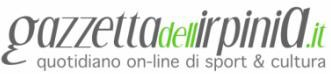 gazzettadellirpinia.it
quotidiano on-line di sport & cultura